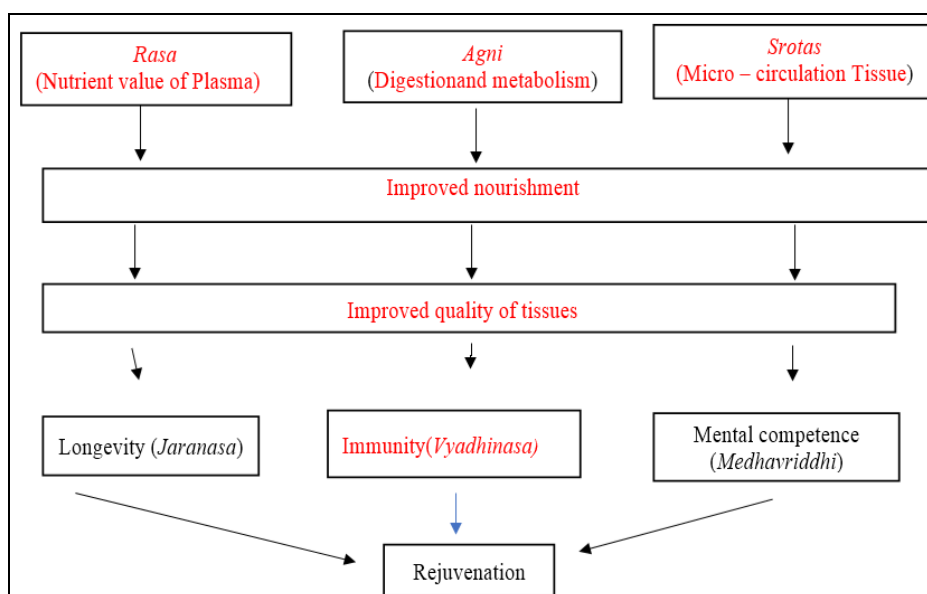 Rasa
(Nutrient value of Plasma)
Agni
(Digestionand metabolism)
Srotas
(Micro – circulation Tissue)
Improved nourishment
Improved quality of tissues
Longevity (Jaranasa)
Immunity(Vyadhinasa)
Mental competence
(Medhavriddhi)
Rejuvenation